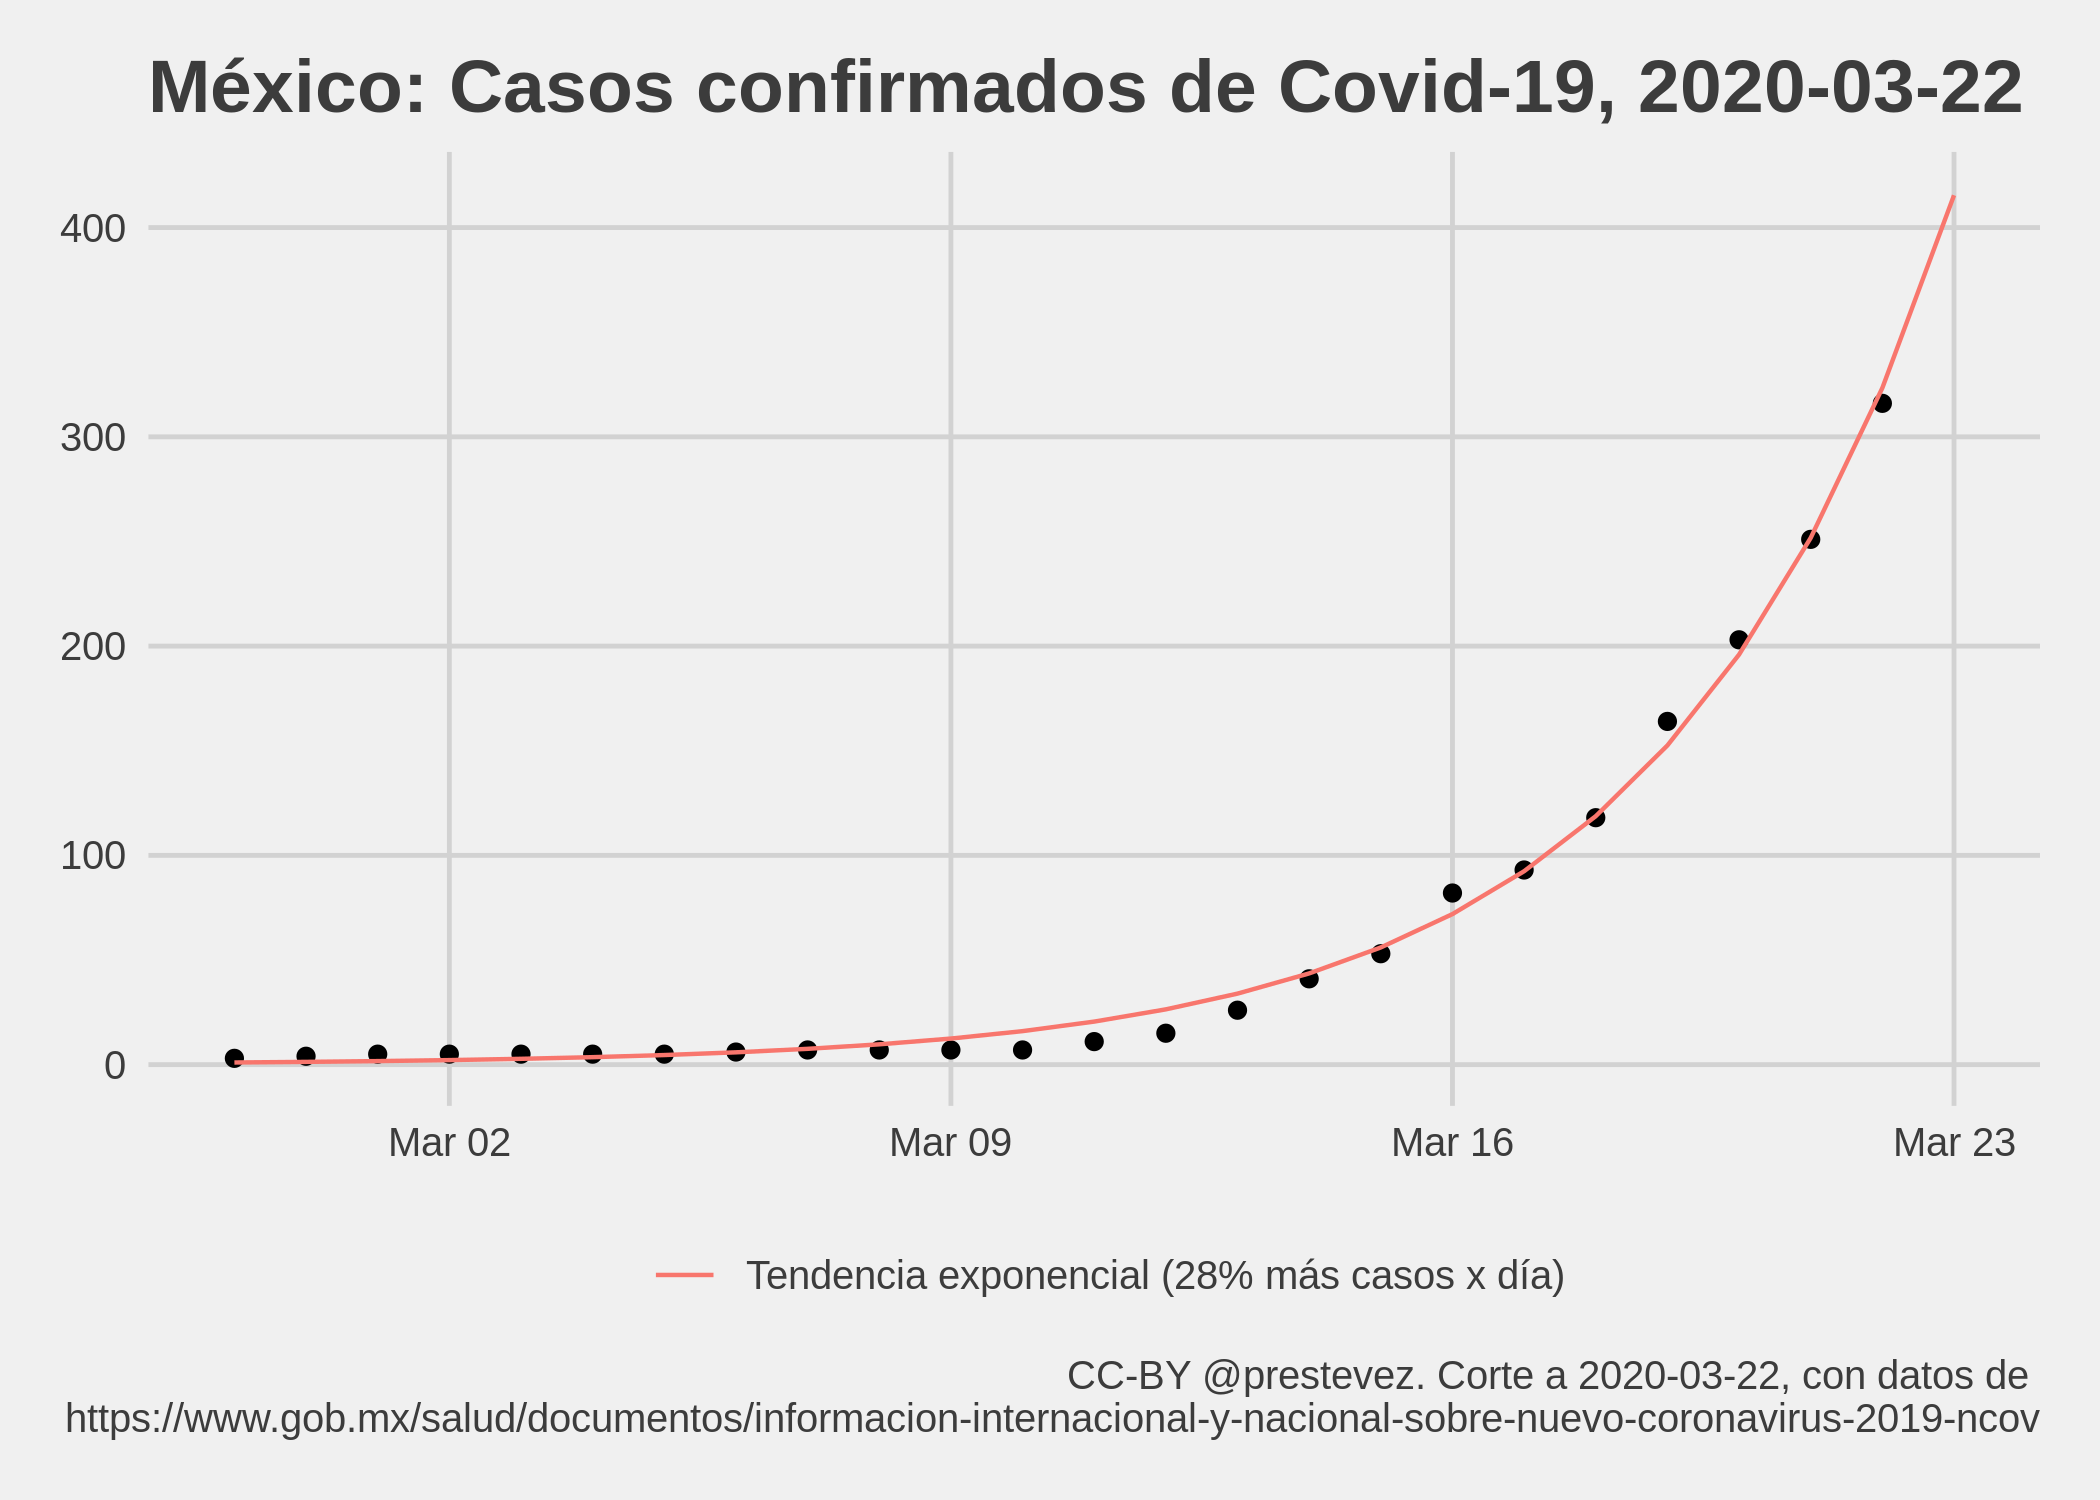 México: Casos confirmados de Covid-19, 2020-03-22
400
300
200
100
0
Mar 02 Mar 09 Mar 16 Mar 23
Tendencia exponencial (28% más casos x día)
CC-BY @prestevez. Corte a 2020-03-22, con datos de
https://www.gob.mx/salud/documentos/informacion-internacional-y-nacional-sobre-nuevo-coronavirus-2019-ncov